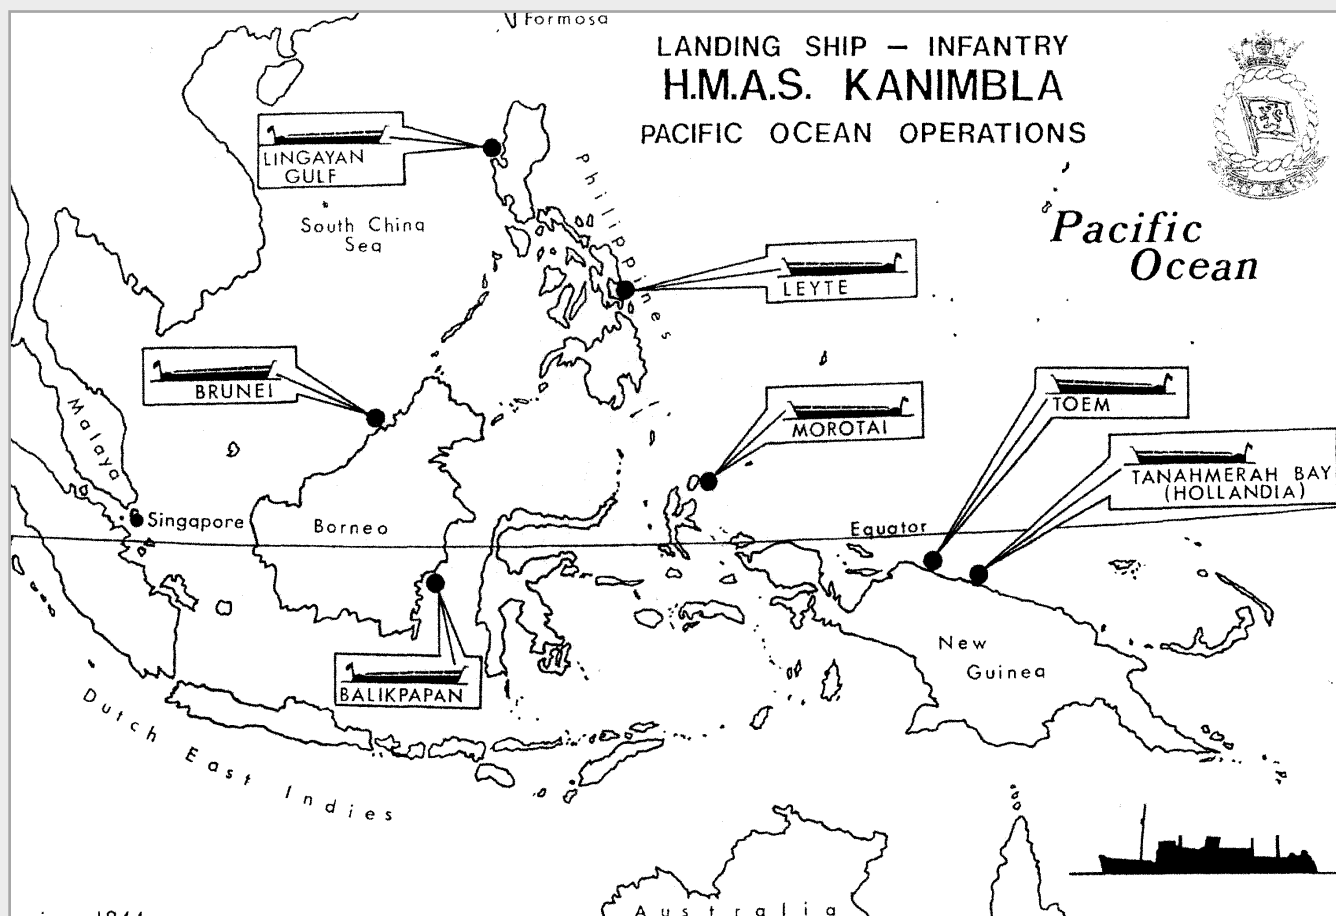 Formosa
LANDING SHIP – INFANTRY
H.M.A.S. KANIMBLA
PACIFIC OCEAN OPERATIONS
LINGAYAN
GULF
Philippines
South China
Sea
Pacific
Ocean
LEYTE
BRUNEI
MOROTAI
TOEM
TANAHMERAH BAY
(HOLLANDIA)
Malaya
Singapore
Borneo
Equator
New
Guinea
BALIKPAPAN
Dutch East Indies
Australia